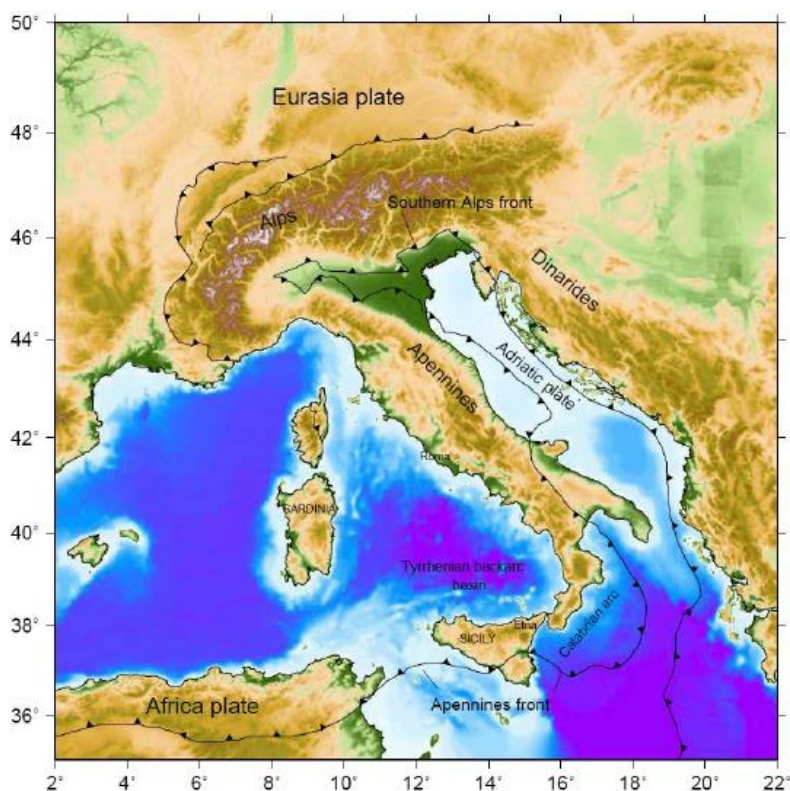 50°
Eurasia plate
48°
Southern Alps front
Alps
46°
Dinarides
44°
Adriatic plate
Apennines
42°
Roma
SARDINIA
40°
Tyrrhenian backarc
basin
38°
Etna
SICILY
Calabrian arc
Africa plate
Apennines front
36°
2° 4° 6° 8° 10° 12° 14° 16° 18° 20° 22°